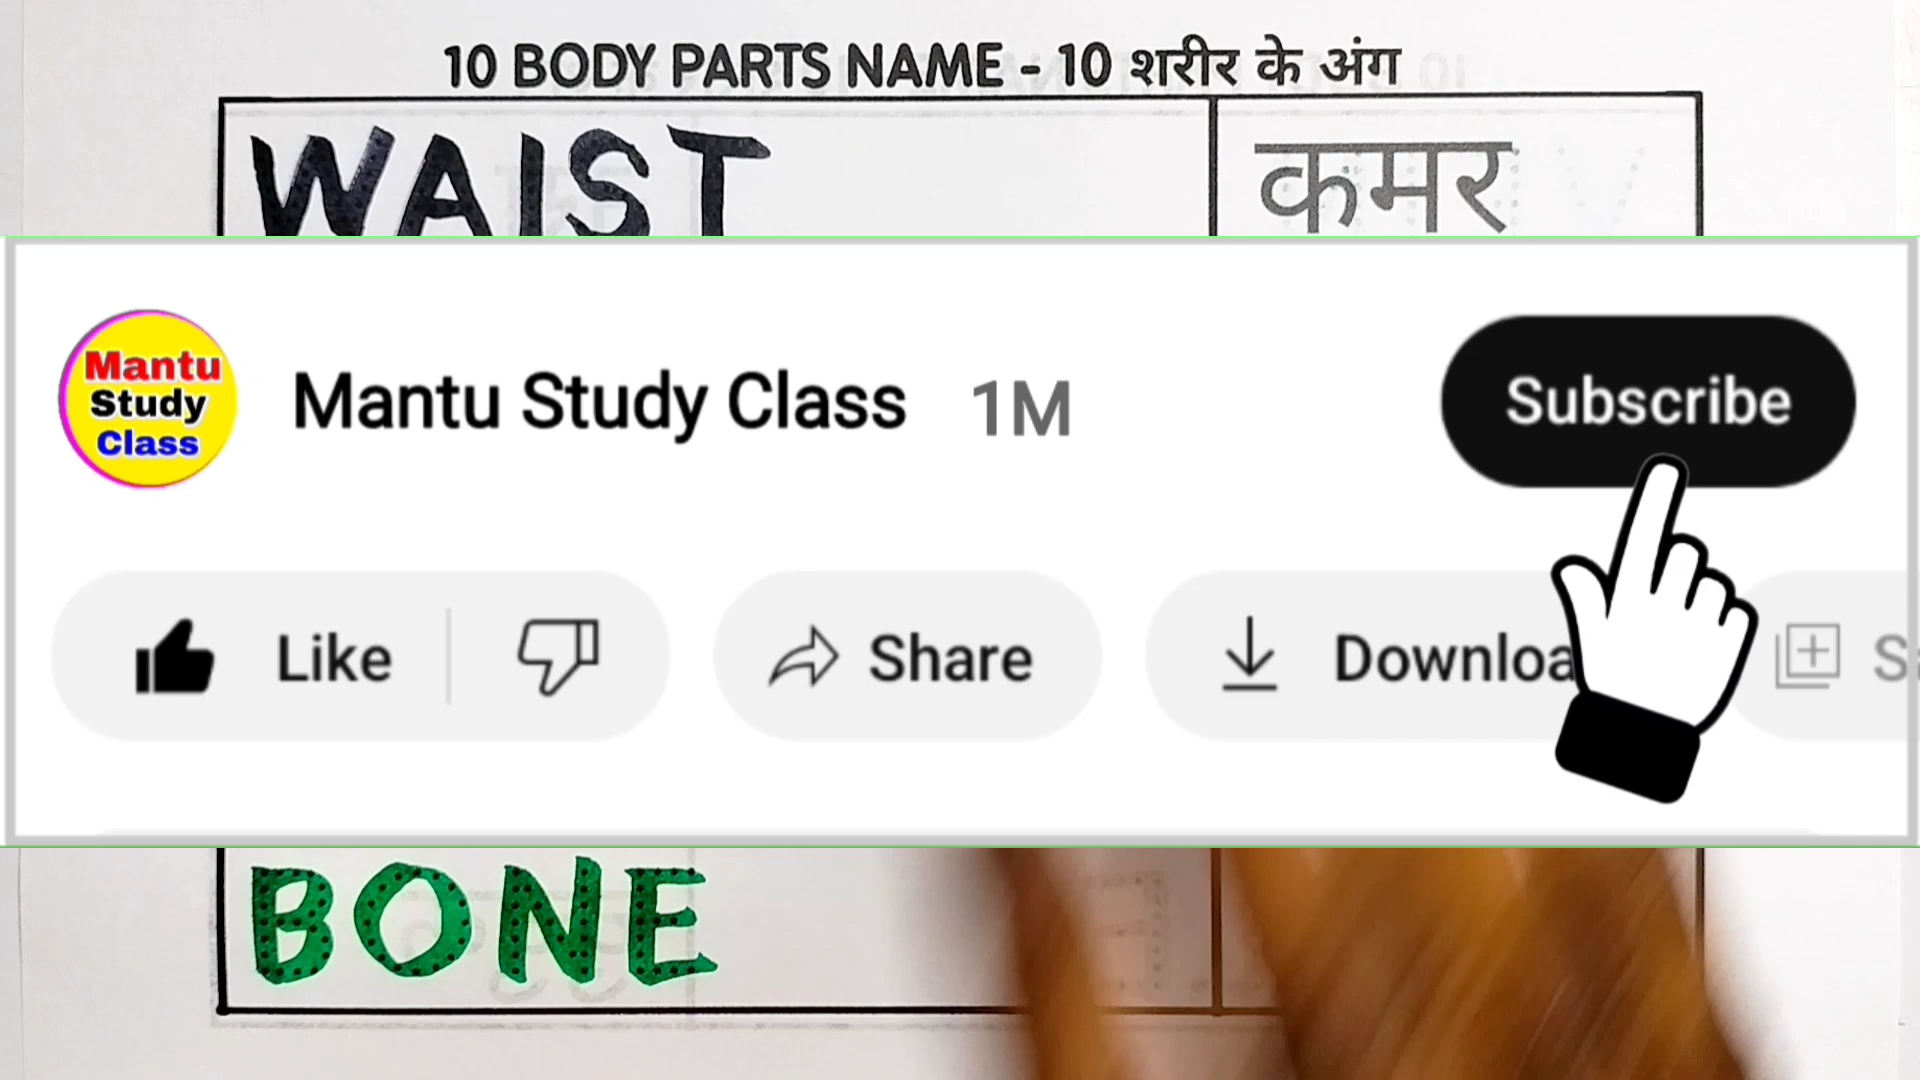 10 BODY PARTS NAME - 10 शरीर के अंग
WAIST
कमर
Mantu
Study
Class
Mantu Study Class 1M
Subscribe
Like
Share
Downloa
BONE